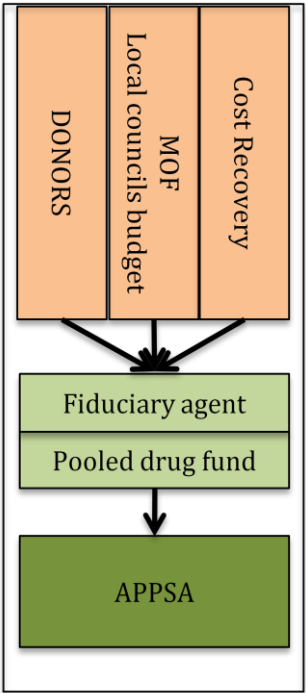 DONORS
MOF
Local councils budget
Cost Recovery
Fiduciary agent
Pooled drug fund
APPSA